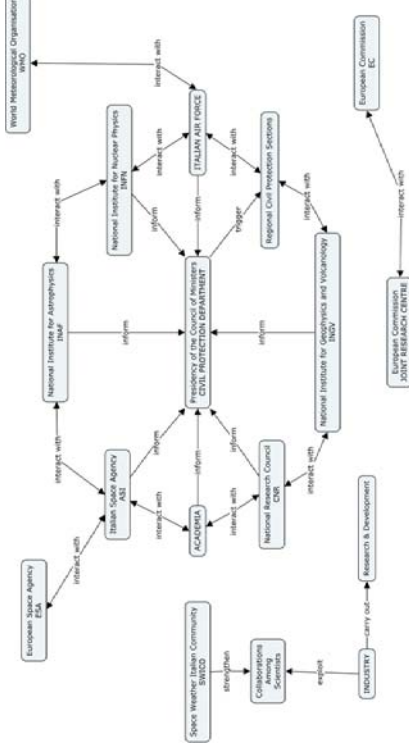 European Space Agency
ESA
interact with
World Meteorological Organisation
WMO
interact with
National Institute for Astrophysics
INAF
interact with
interact with
National Institute for Nuclear Physics
INFN
Italian Space Agency
ASI
inform
inform
inform
interact with
interact with
ACADEMIA
inform
Presidency of the Council of Ministers
CIVIL PROTECTION DEPARTMENT
inform
ITALIAN AIR FORCE
interact with
inform
inform
trigger
interact with
National Research Council
CNR
Regional Civil Protection Sections
interact with
interact with
National Institute for Geophysics and Volcanology
INGV
Space Weather Italian Community
SWICO
strengthen
Collaborations
Among
Scientists
exploit
INDUSTRY
carry out
Research & Development
European Commission
JOINT RESEARCH CENTRE
interact with
European Commission
EC